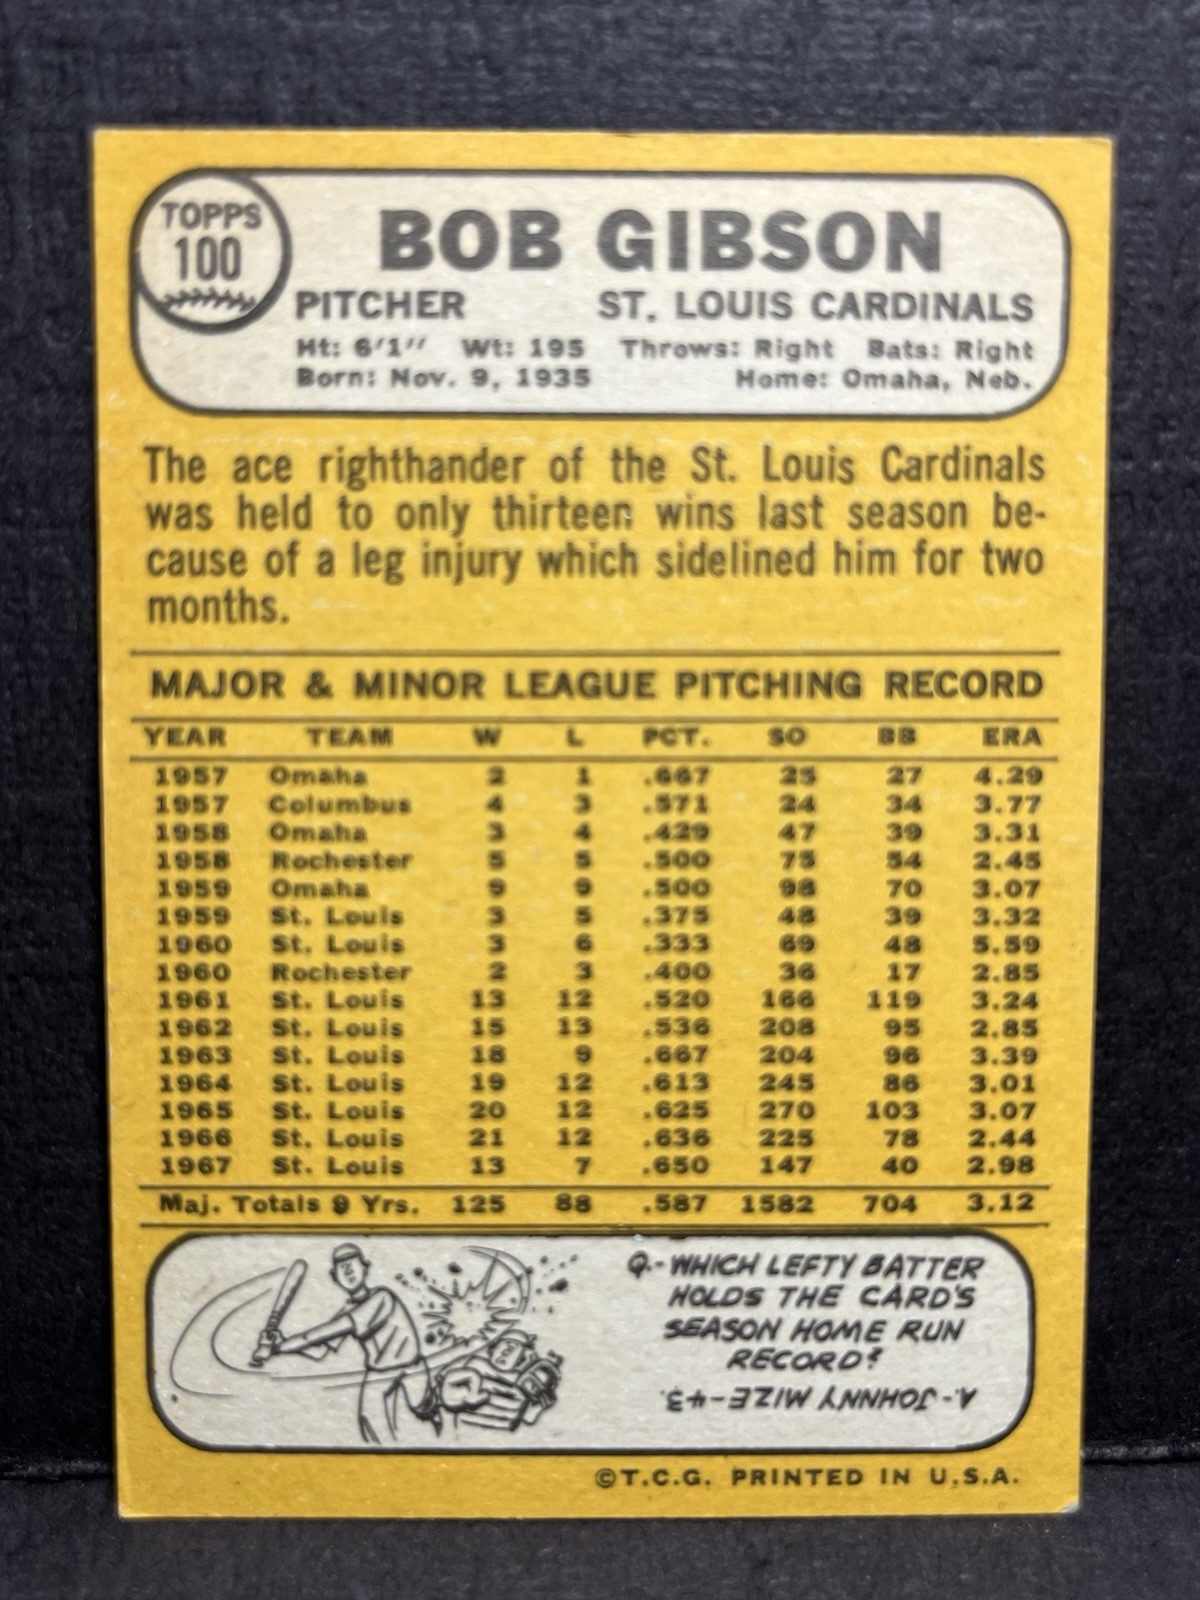 TOPPS
100
BOB GIBSON
PITCHER ST. LOUIS CARDINALS
Ht: 6'1" Wt: 195 Throws: Right Bats: Right
Born: Nov. 9, 1935 Home: Omaha, Neb.
The ace righthander of the St. Louis Cardinals
was held to only thirteen wins last season be-
cause of a leg injury which sidelined him for two
months.
MAJOR & MINOR LEAGUE PITCHING RECORD
YEAR TEAM W L PCT. SO BB ERA
1957 Omaha 2 1 .667 25 27 4.29
1957 Columbus 4 3 .571 24 34 3.77
1958 Omaha 3 4 .429 47 39 3.31
1958 Rochester 5 5 .500 75 54 2.45
1959 Omaha 9 9 .500 98 70 3.07
1959 St. Louis 3 5 .375 48 39 3.32
1960 St. Louis 3 6 .333 69 48 5.59
1960 Rochester 2 3 .400 36 17 2.85
1961 St. Louis 13 12 .520 166 119 3.24
1962 St. Louis 15 13 .536 208 95 2.85
1963 St. Louis 18 9 .667 204 96 3.39
1964 St. Louis 19 12 .613 245 86 3.01
1965 St. Louis 20 12 .625 270 103 3.07
1966 St. Louis 21 12 .636 225 78 2.44
1967 St. Louis 13 7 .650 147 40 2.98
Maj. Totals 9 Yrs. 125 88 .587 1582 704 3.12
Q.- WHICH LEFTY BATTER
HOLDS THE CARD'S
SEASON HOME RUN
RECORD?
A.- JOHNNY MIZE-43.
©T.C.G. PRINTED IN U.S.A.